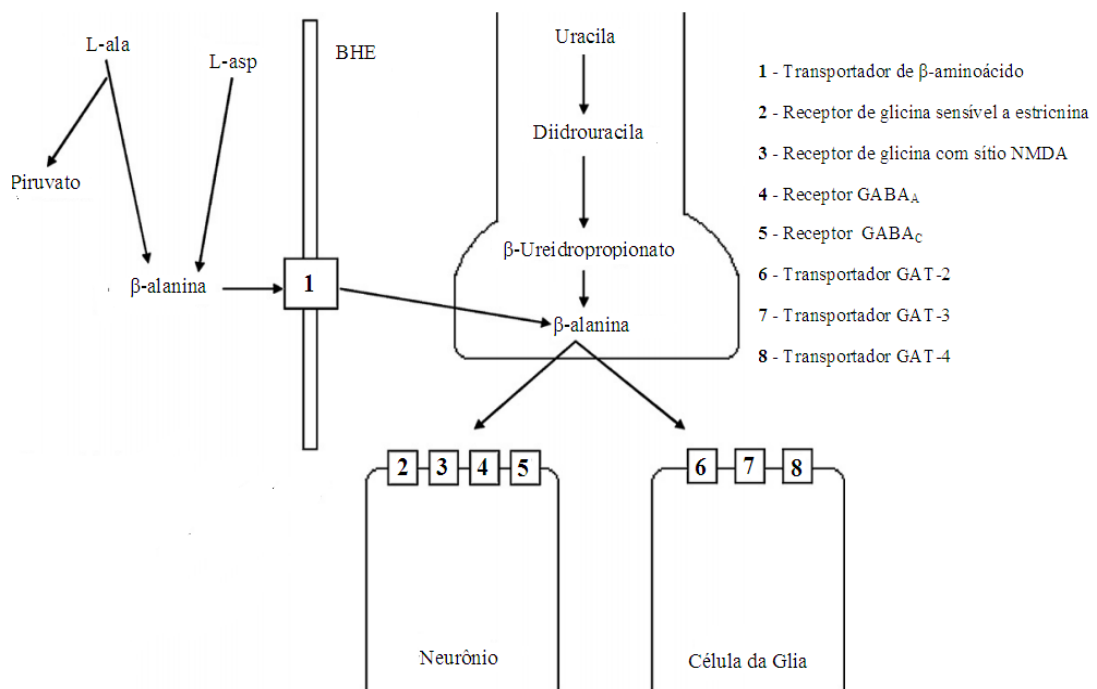 L-ala
L-asp
BHE
Piruvato
β-alanina
1
Uracila
Diidrouracila
β-Ureidropropionato
β-alanina
1 - Transportador de β-aminoácido
2 - Receptor de glicina sensível a estricnina
3 - Receptor de glicina com sítio NMDA
4 - Receptor GABAA
5 - Receptor GABAC
6 - Transportador GAT-2
7 - Transportador GAT-3
8 - Transportador GAT-4
2 3 4 5
6 7 8
Neurônio
Célula da Glia